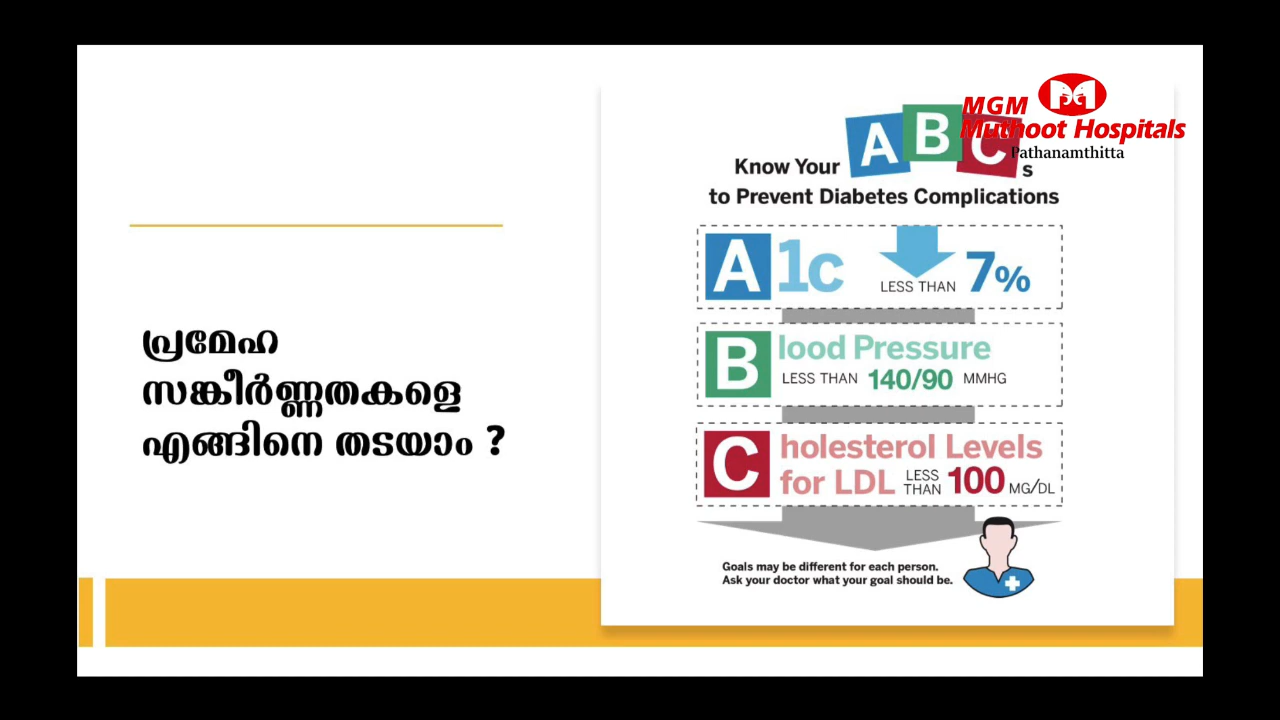 MGM
Muthoot Hospitals
Pathanamthitta
Know Your ABCs
to Prevent Diabetes Complications
A1c LESS THAN 7%
Blood Pressure
LESS THAN 140/90 MMHG
Cholesterol Levels
for LDL LESS THAN 100 MG/DL
Goals may be different for each person.
Ask your doctor what your goal should be.
പ്രമേഹ
സങ്കീർണ്ണതകളെ
എങ്ങിനെ തടയാം ?